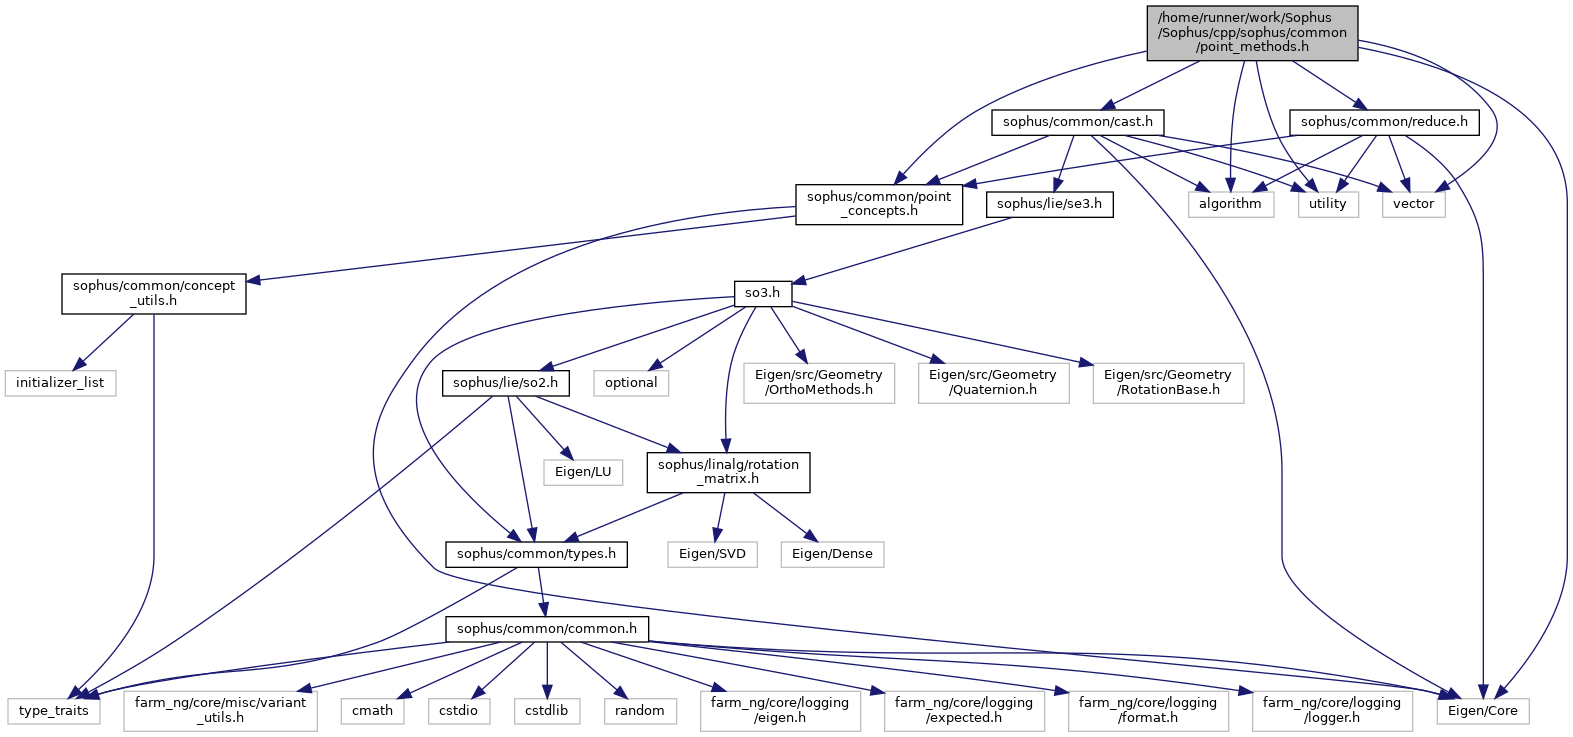 /home/runner/work/Sophus
/Sophus/cpp/sophus/common
/point_methods.h
sophus/common/cast.h
sophus/common/reduce.h
sophus/common/point
_concepts.h
sophus/lie/se3.h
algorithm
utility
vector
sophus/common/concept
_utils.h
so3.h
initializer_list
sophus/lie/so2.h
optional
Eigen/src/Geometry
/OrthoMethods.h
Eigen/src/Geometry
/Quaternion.h
Eigen/src/Geometry
/RotationBase.h
Eigen/LU
sophus/linalg/rotation
_matrix.h
sophus/common/types.h
Eigen/SVD
Eigen/Dense
sophus/common/common.h
type_traits
farm_ng/core/misc/variant
_utils.h
cmath
cstdio
cstdlib
random
farm_ng/core/logging
/eigen.h
farm_ng/core/logging
/expected.h
farm_ng/core/logging
/format.h
farm_ng/core/logging
/logger.h
Eigen/Core